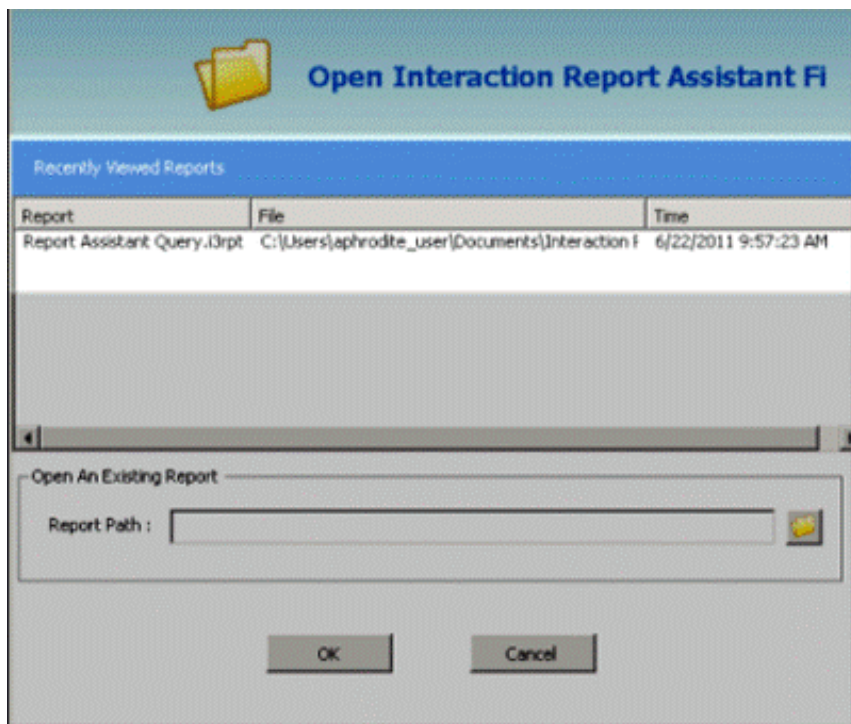 Open Interaction Report Assistant Fi
Recently Viewed Reports
Report File Time
Report Assistant Query.i3rpt C:\Users\aphrodite_user\Documents\Interaction F 6/22/2011 9:57:23 AM
Open An Existing Report
Report Path :
OK Cancel